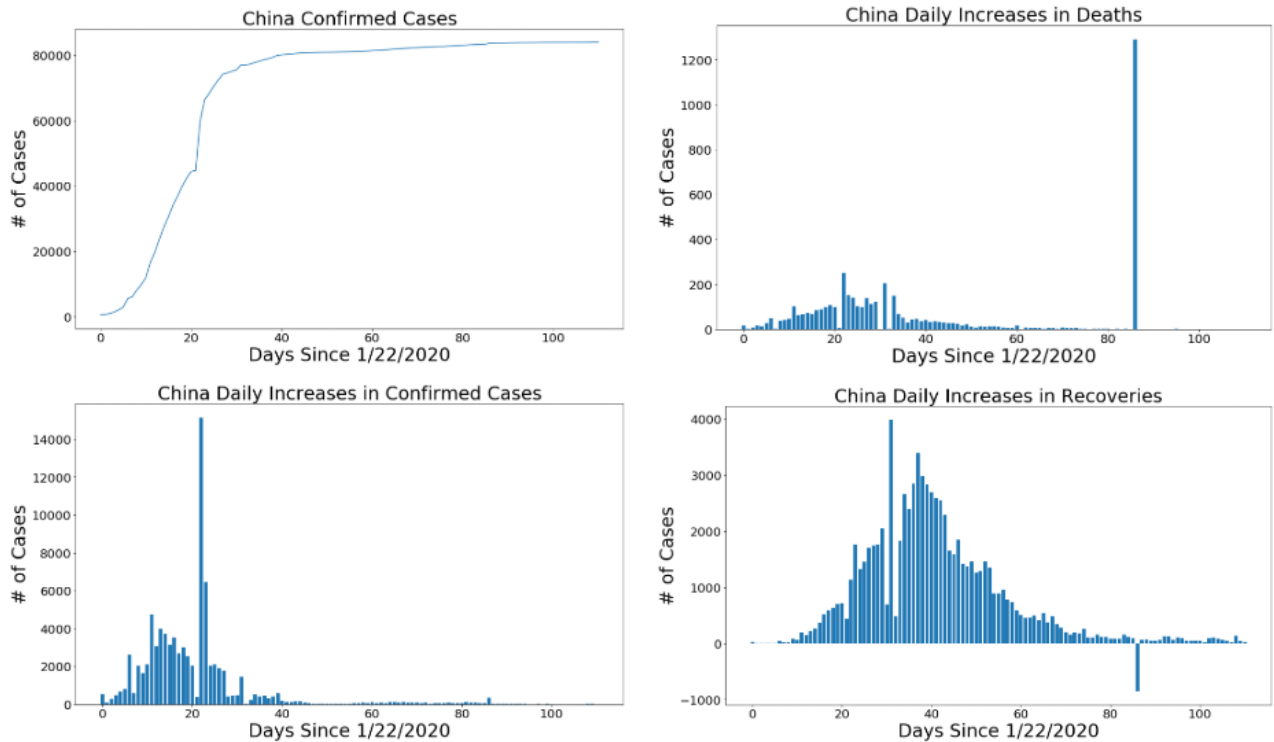 China Confirmed Cases
# of Cases
80000
60000
40000
20000
0
0 20 40 60 80 100
Days Since 1/22/2020
China Daily Increases in Deaths
# of Cases
1200
1000
800
600
400
200
0
0 20 40 60 80 100
Days Since 1/22/2020
China Daily Increases in Confirmed Cases
# of Cases
14000
12000
10000
8000
6000
4000
2000
0
0 20 40 60 80 100
Days Since 1/22/2020
China Daily Increases in Recoveries
# of Cases
4000
3000
2000
1000
0
−1000
0 20 40 60 80 100
Days Since 1/22/2020